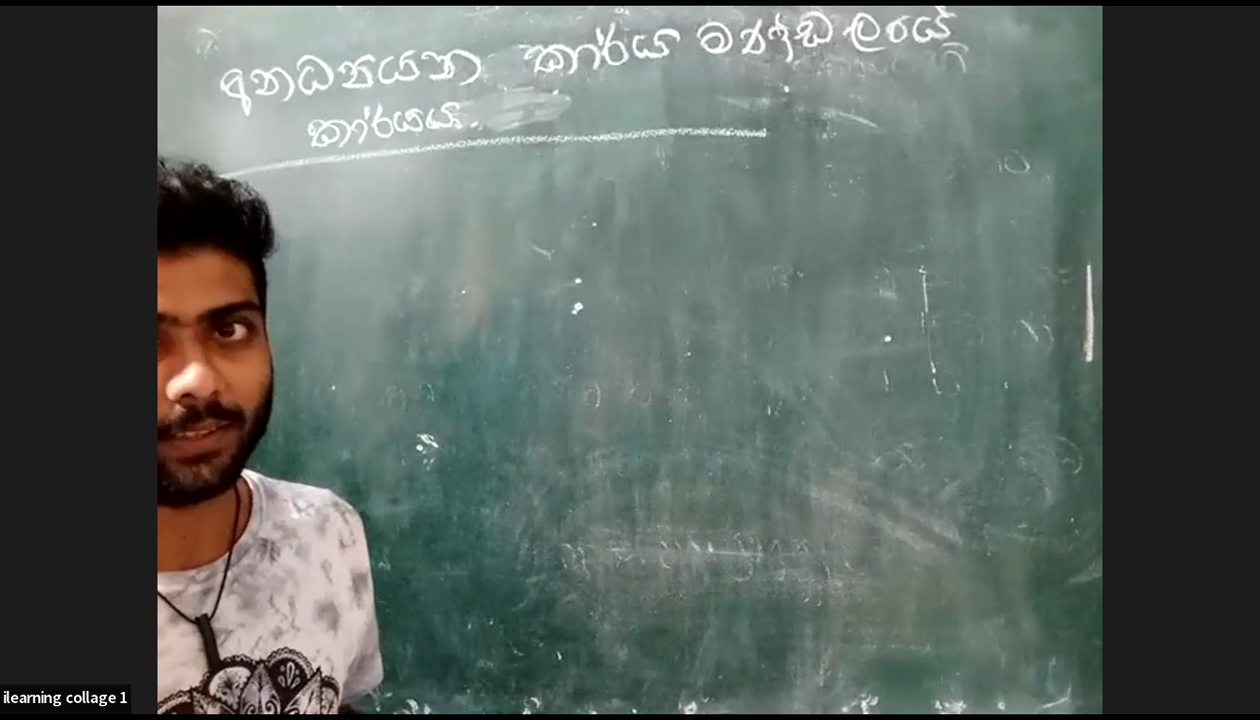 අනධ්‍යයන කාර්ය මණ්ඩලයේ
කාර්යය.
ilearning collage 1